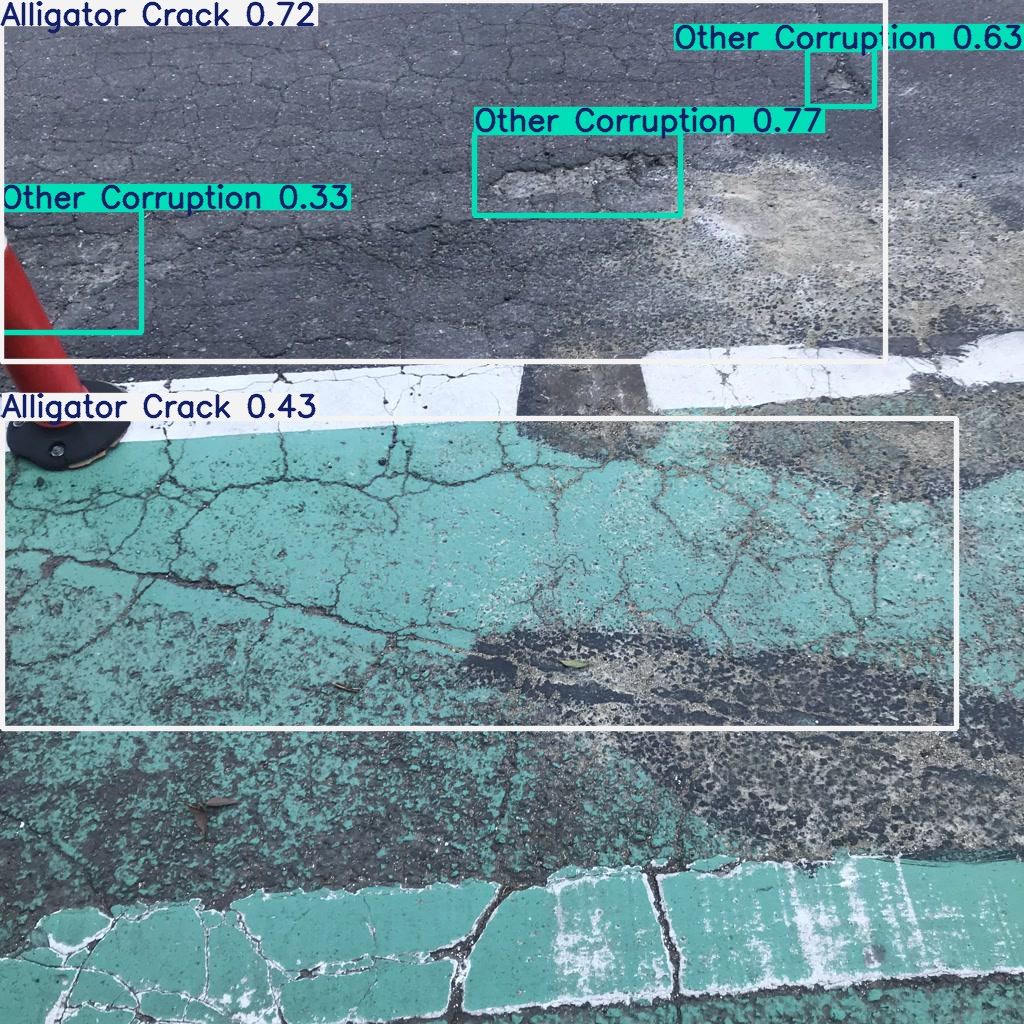 Alligator Crack 0.72
Other Corruption 0.63
Other Corruption 0.77
Other Corruption 0.33
Alligator Crack 0.43